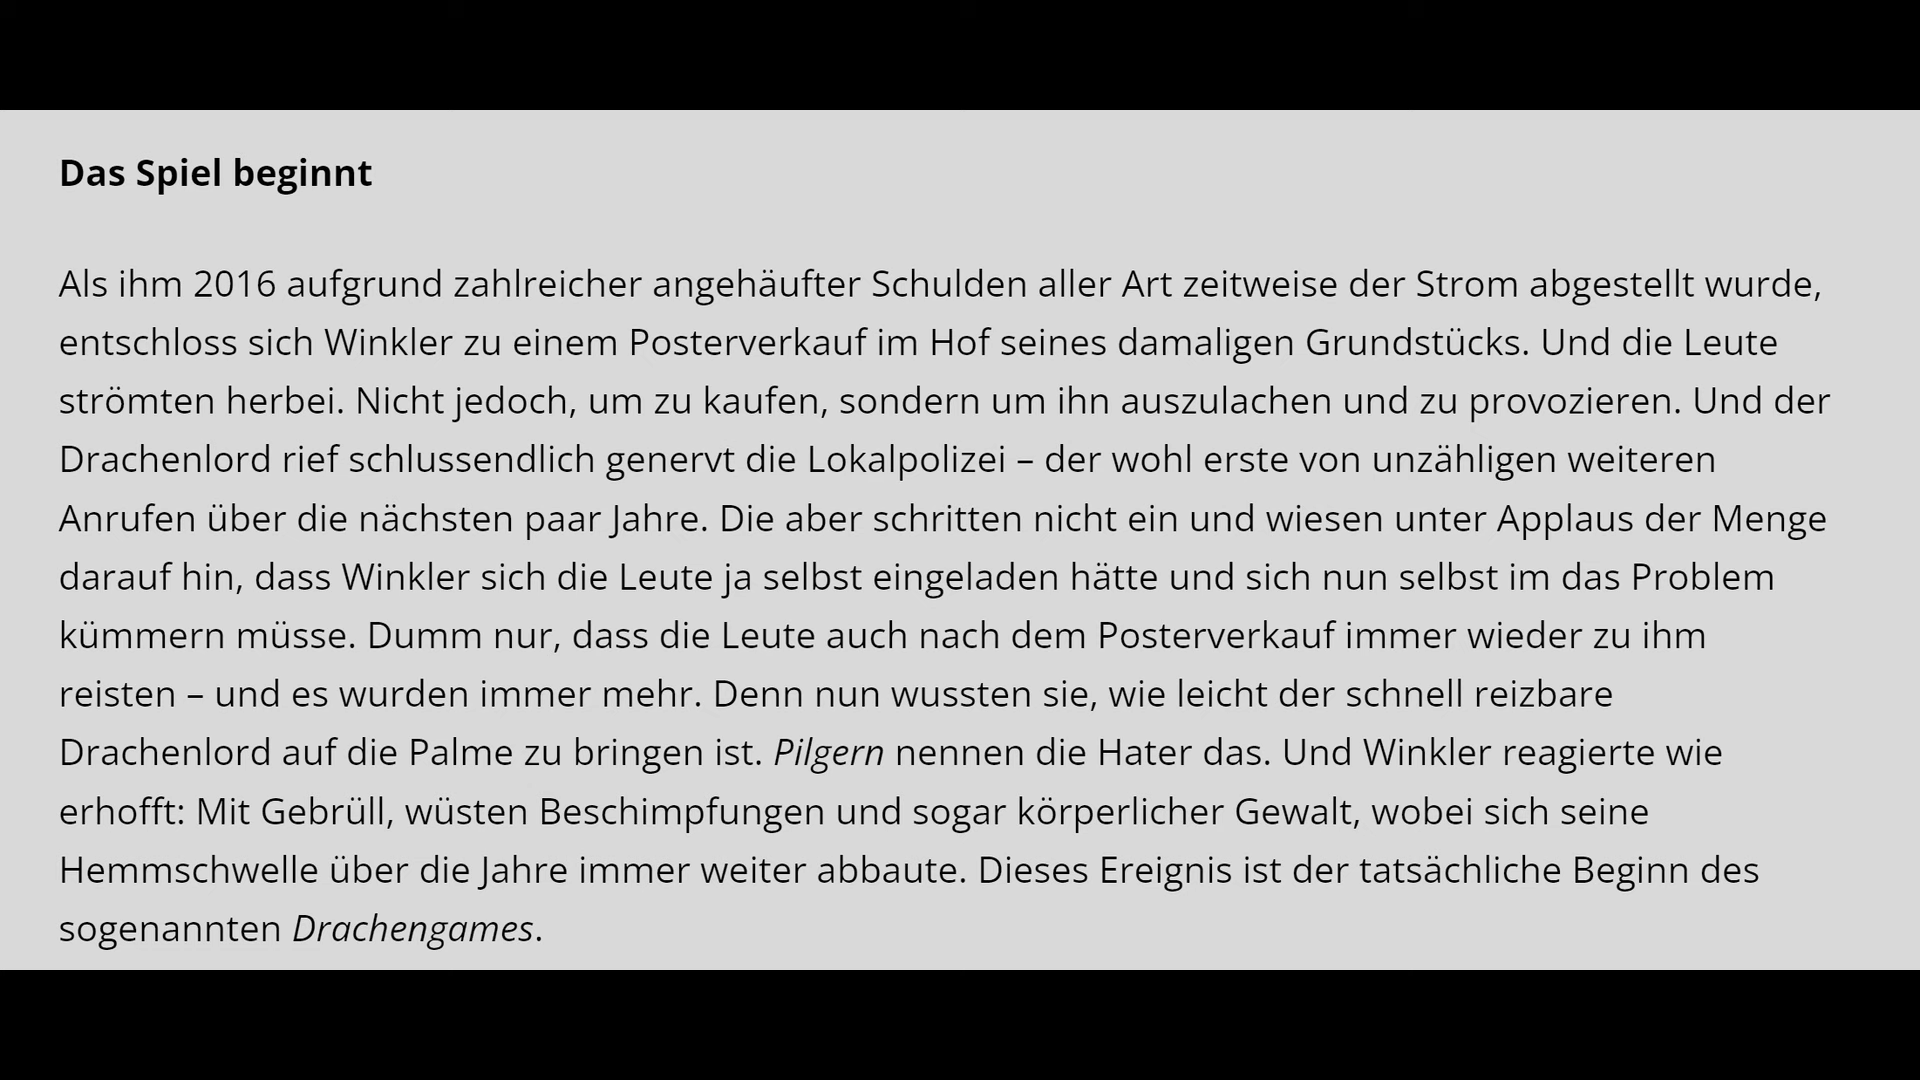 Das Spiel beginnt
Als ihm 2016 aufgrund zahlreicher angehäufter Schulden aller Art zeitweise der Strom abgestellt wurde,
entschloss sich Winkler zu einem Posterverkauf im Hof seines damaligen Grundstücks. Und die Leute
strömten herbei. Nicht jedoch, um zu kaufen, sondern um ihn auszulachen und zu provozieren. Und der
Drachenlord rief schlussendlich genervt die Lokalpolizei – der wohl erste von unzähligen weiteren
Anrufen über die nächsten paar Jahre. Die aber schritten nicht ein und wiesen unter Applaus der Menge
darauf hin, dass Winkler sich die Leute ja selbst eingeladen hätte und sich nun selbst im das Problem
kümmern müsse. Dumm nur, dass die Leute auch nach dem Posterverkauf immer wieder zu ihm
reisten – und es wurden immer mehr. Denn nun wussten sie, wie leicht der schnell reizbare
Drachenlord auf die Palme zu bringen ist. Pilgern nennen die Hater das. Und Winkler reagierte wie
erhofft: Mit Gebrüll, wüsten Beschimpfungen und sogar körperlicher Gewalt, wobei sich seine
Hemmschwelle über die Jahre immer weiter abbaute. Dieses Ereignis ist der tatsächliche Beginn des
sogenannten Drachengames.